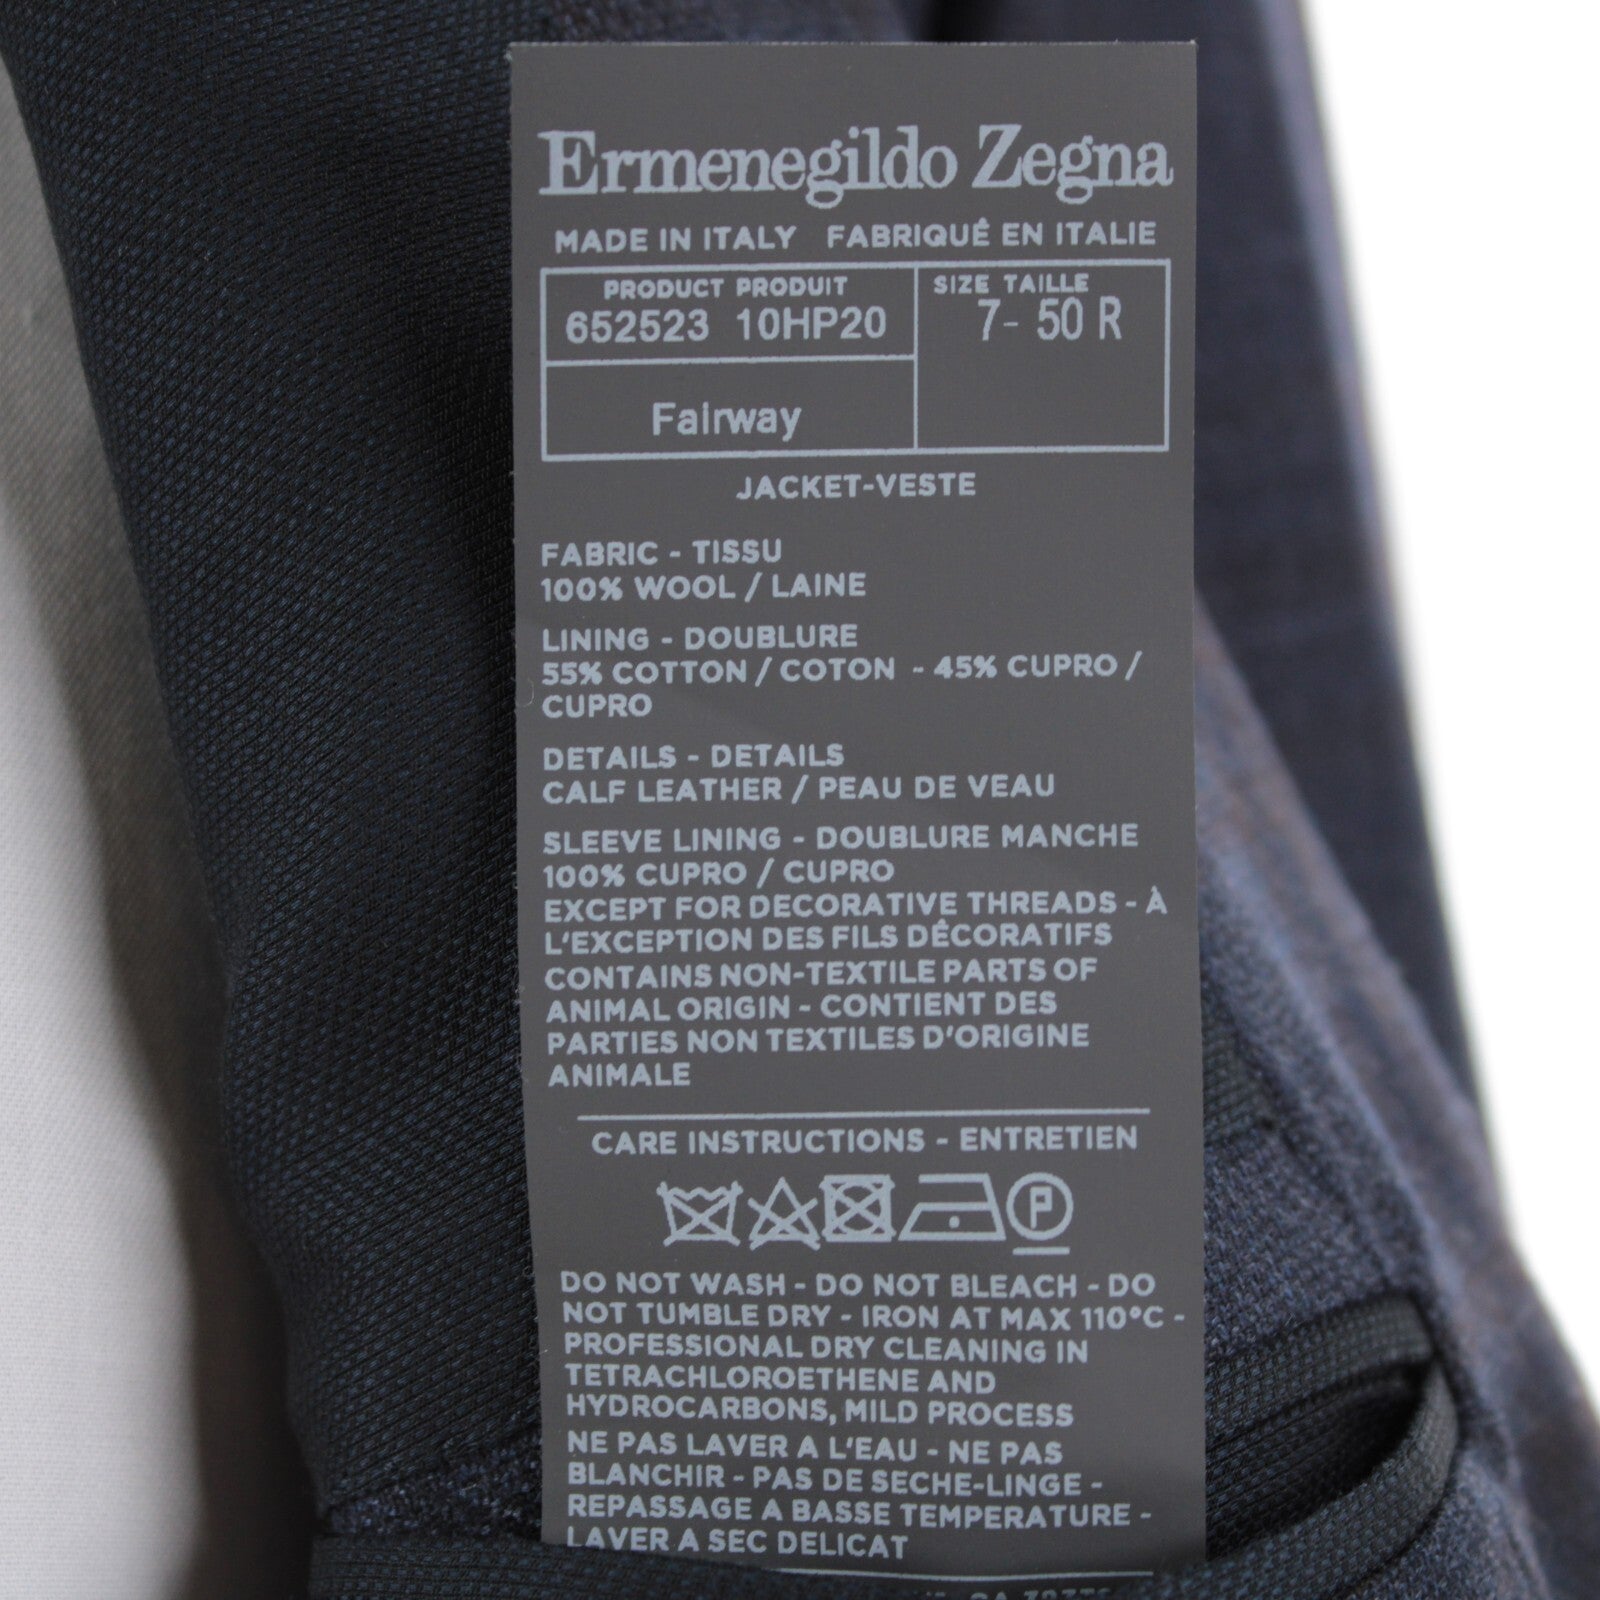 Ermenegildo Zegna
MADE IN ITALY FABRIQUÉ EN ITALIE
PRODUCT PRODUIT
652523 10HP20
SIZE TAILLE
7- 50 R
Fairway
JACKET-VESTE
FABRIC - TISSU
100% WOOL / LAINE
LINING - DOUBLURE
55% COTTON / COTON - 45% CUPRO /
CUPRO
DETAILS - DETAILS
CALF LEATHER / PEAU DE VEAU
SLEEVE LINING - DOUBLURE MANCHE
100% CUPRO / CUPRO
EXCEPT FOR DECORATIVE THREADS - À
L'EXCEPTION DES FILS DÉCORATIFS
CONTAINS NON-TEXTILE PARTS OF
ANIMAL ORIGIN - CONTIENT DES
PARTIES NON TEXTILES D'ORIGINE
ANIMALE
CARE INSTRUCTIONS - ENTRETIEN
P
DO NOT WASH - DO NOT BLEACH - DO
NOT TUMBLE DRY - IRON AT MAX 110°C -
PROFESSIONAL DRY CLEANING IN
TETRACHLOROETHENE AND
HYDROCARBONS, MILD PROCESS
NE PAS LAVER A L'EAU - NE PAS
BLANCHIR - PAS DE SECHE-LINGE -
REPASSAGE A BASSE TEMPERATURE -
LAVER A SEC DELICAT